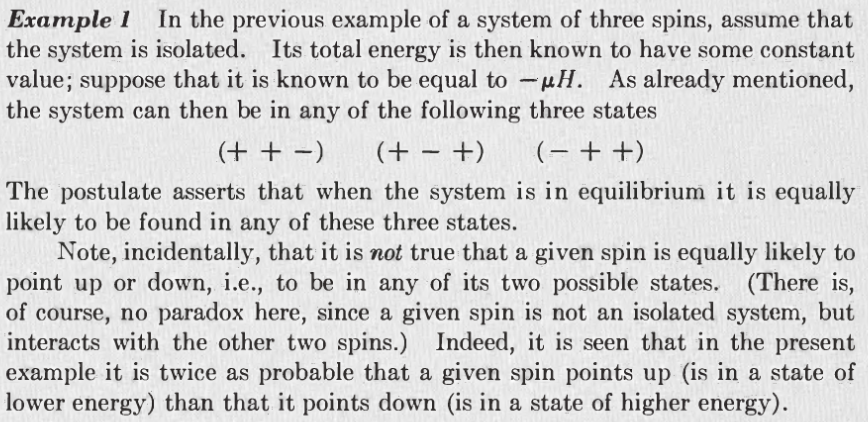 Example 1 In the previous example of a system of three spins, assume that
the system is isolated. Its total energy is then known to have some constant
value; suppose that it is known to be equal to −μH. As already mentioned,
the system can then be in any of the following three states
(+ + −) (+ − +) (− + +)
The postulate asserts that when the system is in equilibrium it is equally
likely to be found in any of these three states.
Note, incidentally, that it is not true that a given spin is equally likely to
point up or down, i.e., to be in any of its two possible states. (There is,
of course, no paradox here, since a given spin is not an isolated system, but
interacts with the other two spins.) Indeed, it is seen that in the present
example it is twice as probable that a given spin points up (is in a state of
lower energy) than that it points down (is in a state of higher energy).